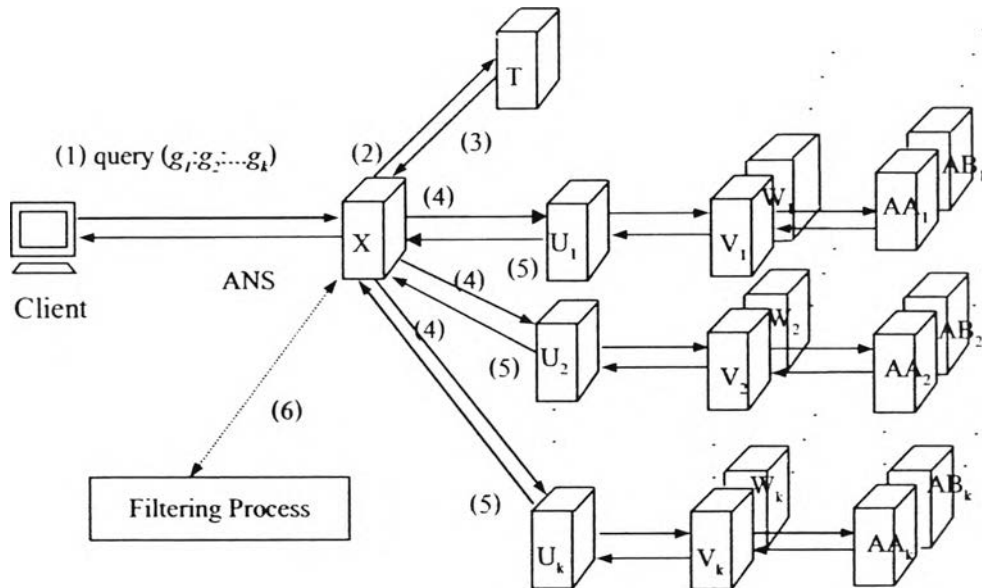 T
(1) query (g₁:g₂:...gₖ)
(2)
(3)
X
ANS
Client
(4)
(5)
U₁
V₁
W₁
AA₁
AB₁
(4)
(5)
U₂
V₂
W₂
AA₂
AB₂
(4)
(5)
Uₖ
Vₖ
Wₖ
AAₖ
ABₖ
(6)
Filtering Process